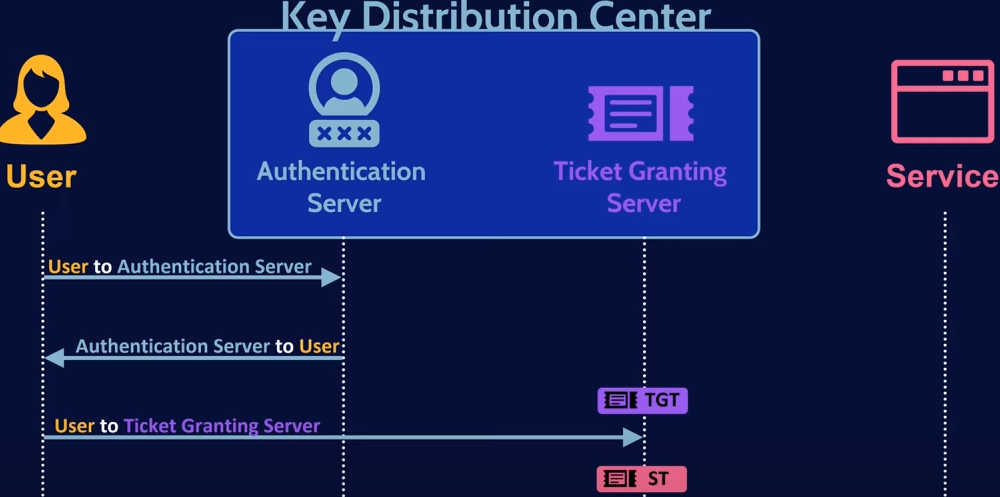 Key Distribution Center
xxx
Authentication
Server
Ticket Granting
Server
User
Service
User to Authentication Server
Authentication Server to User
TGT
User to Ticket Granting Server
ST